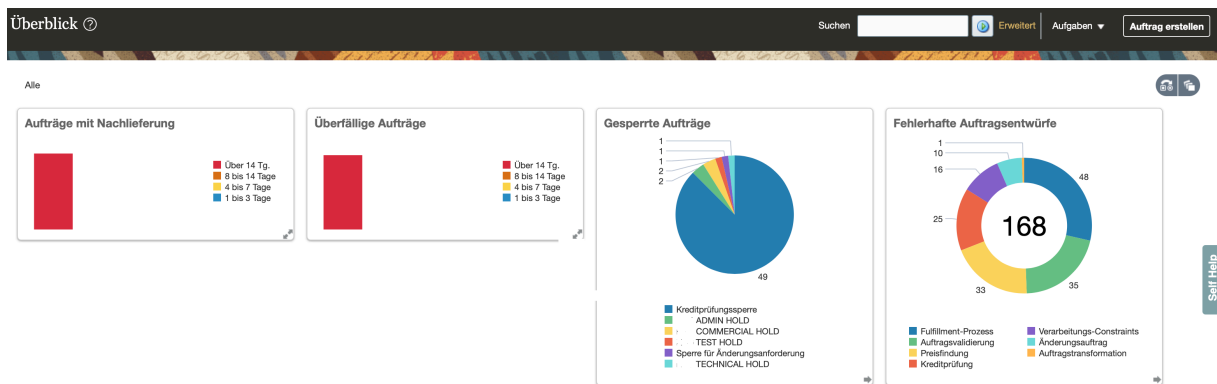 Überblick
Suchen
Erweitert
Aufgaben
Auftrag erstellen
Alle
Aufträge mit Nachlieferung
Über 14 Tg.
8 bis 14 Tage
4 bis 7 Tage
1 bis 3 Tage
Überfällige Aufträge
Über 14 Tg.
8 bis 14 Tage
4 bis 7 Tage
1 bis 3 Tage
Gesperrte Aufträge
1
1
1
2
2
49
Kreditprüfungssperre
ADMIN HOLD
COMMERCIAL HOLD
TEST HOLD
Sperre für Änderungsanforderung
TECHNICAL HOLD
Fehlerhafte Auftragsentwürfe
1
10
16
25
33
35
48
168
Fulfillment-Prozess
Auftragsvalidierung
Preisfindung
Kreditprüfung
Verarbeitungs-Constraints
Änderungsauftrag
Auftragstransformation
Self Help